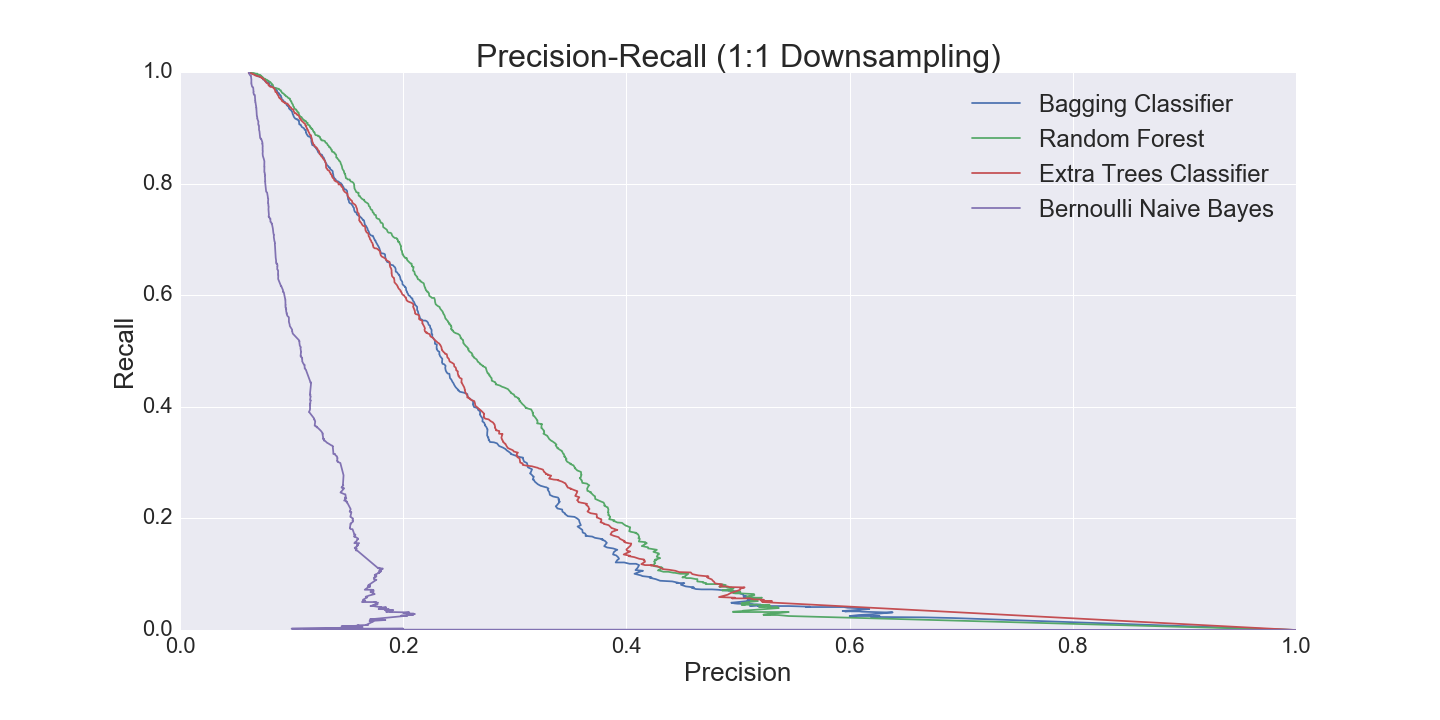 Precision-Recall (1:1 Downsampling)
1.0
0.8
0.6
0.4
0.2
0.0
Recall
Bagging Classifier
Random Forest
Extra Trees Classifier
Bernoulli Naive Bayes
0.0 0.2 0.4 0.6 0.8 1.0
Precision